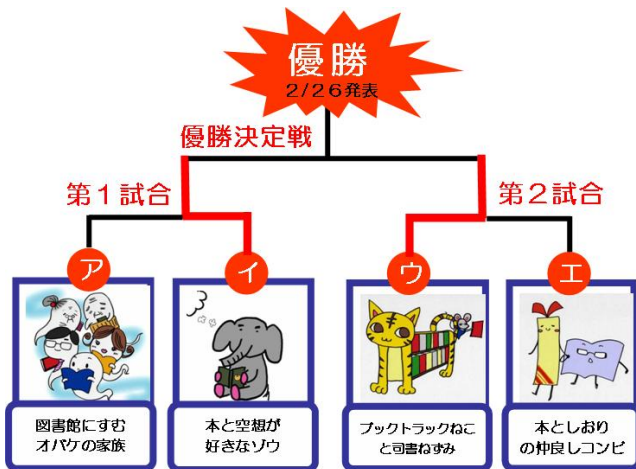 優勝
2/26発表
優勝決定戦
第1試合
第2試合
ア
イ
ウ
エ
図書館にすむ
オバケの家族
本と空想が
好きなゾウ
ブックトラックねこ
と司書ねずみ
本としおり
の仲良しコンビ